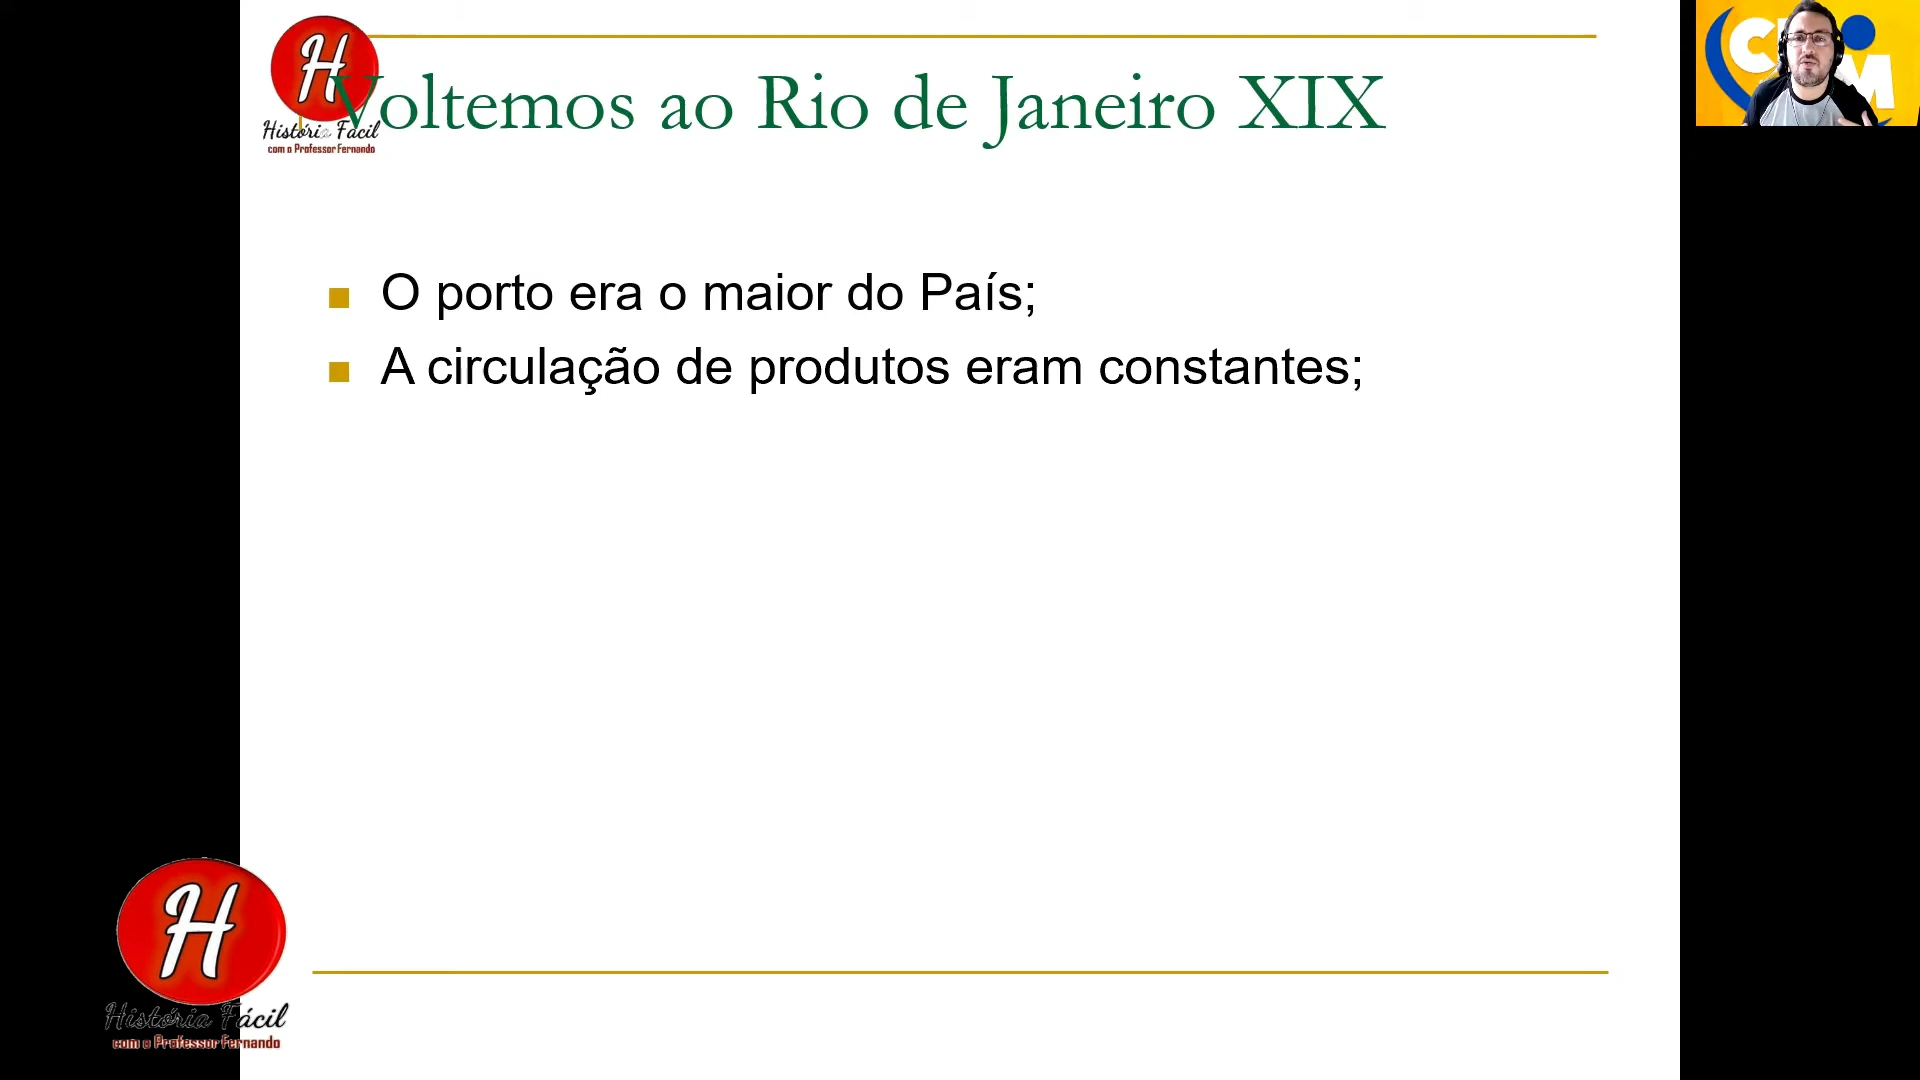 H
História Fácil
com o Professor Fernando
Voltemos ao Rio de Janeiro XIX
O porto era o maior do País;
A circulação de produtos eram constantes;
H
História Fácil
com o Professor Fernando